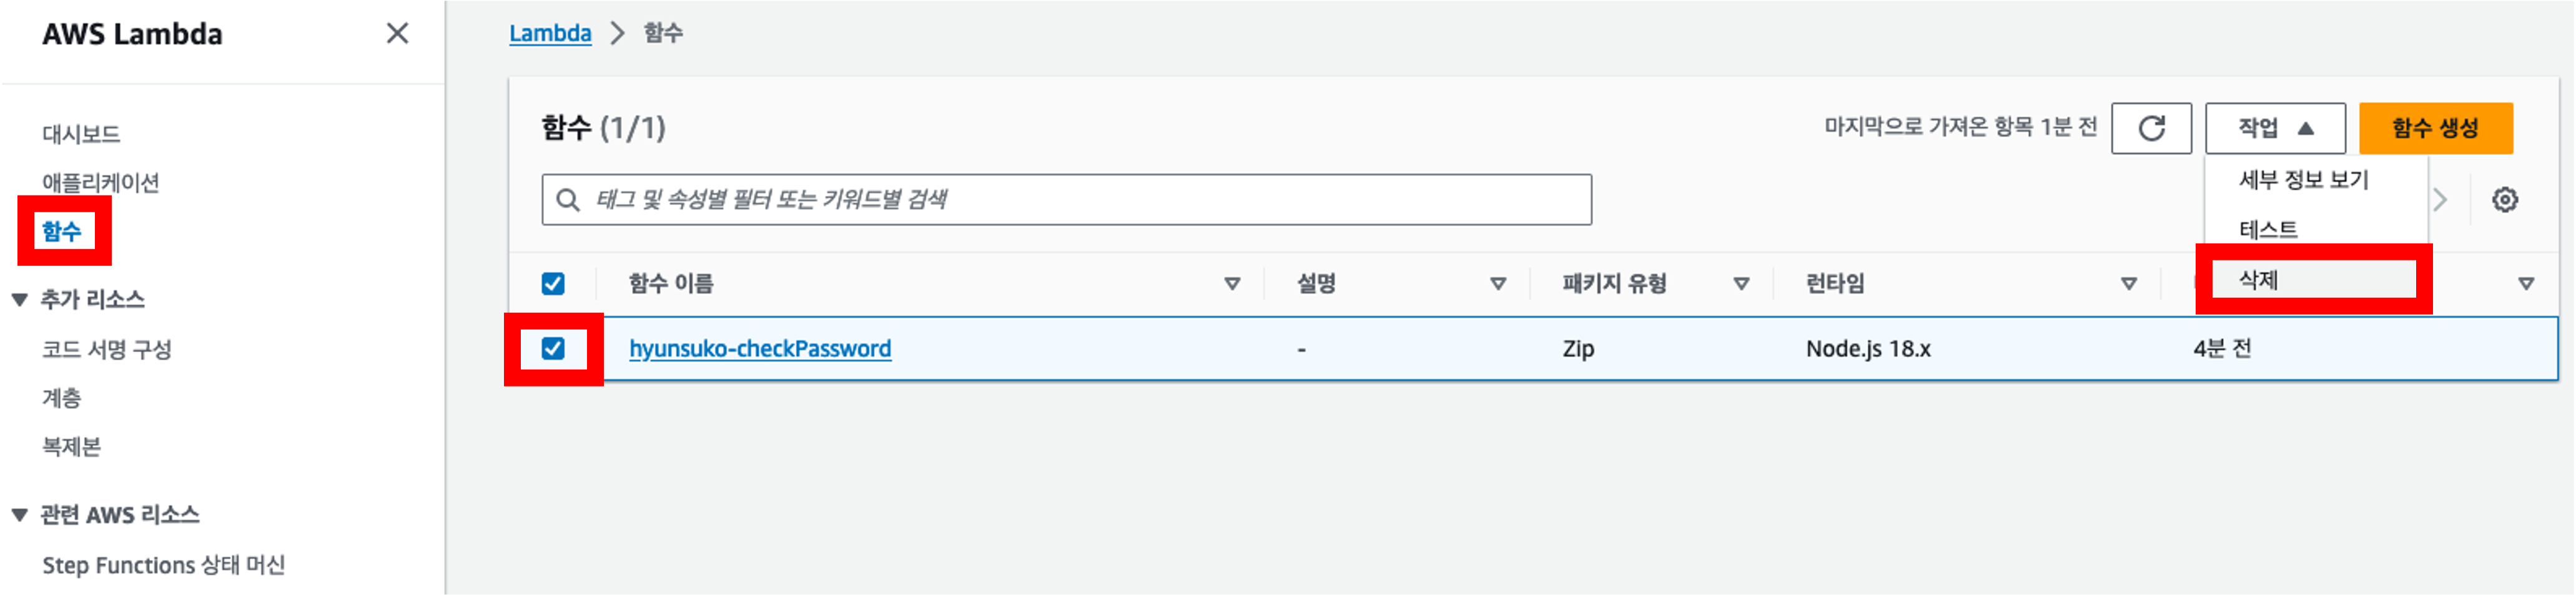 AWS Lambda
대시보드
애플리케이션
함수
추가 리소스
코드 서명 구성
계층
복제본
관련 AWS 리소스
Step Functions 상태 머신
Lambda 함수
함수 (1/1)
마지막으로 가져온 항목 1분 전 작업 함수 생성
태그 및 속성별 필터 또는 키워드별 검색
세부 정보 보기
테스트
삭제
함수 이름 설명 패키지 유형 런타임
hyunsuko-checkPassword - Zip Node.js 18.x 4분 전